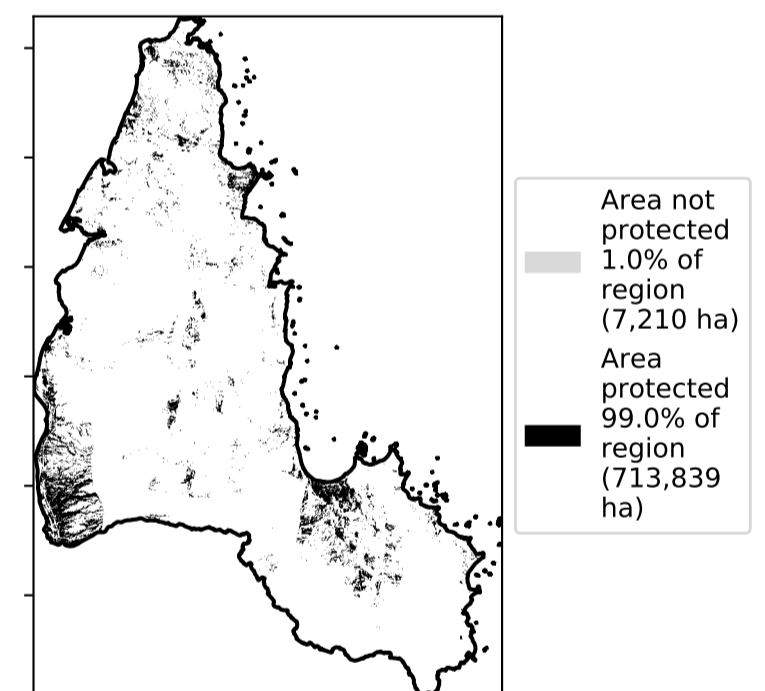 Area not
protected
1.0% of
region
(7,210 ha)
Area
protected
99.0% of
region
(713,839
ha)